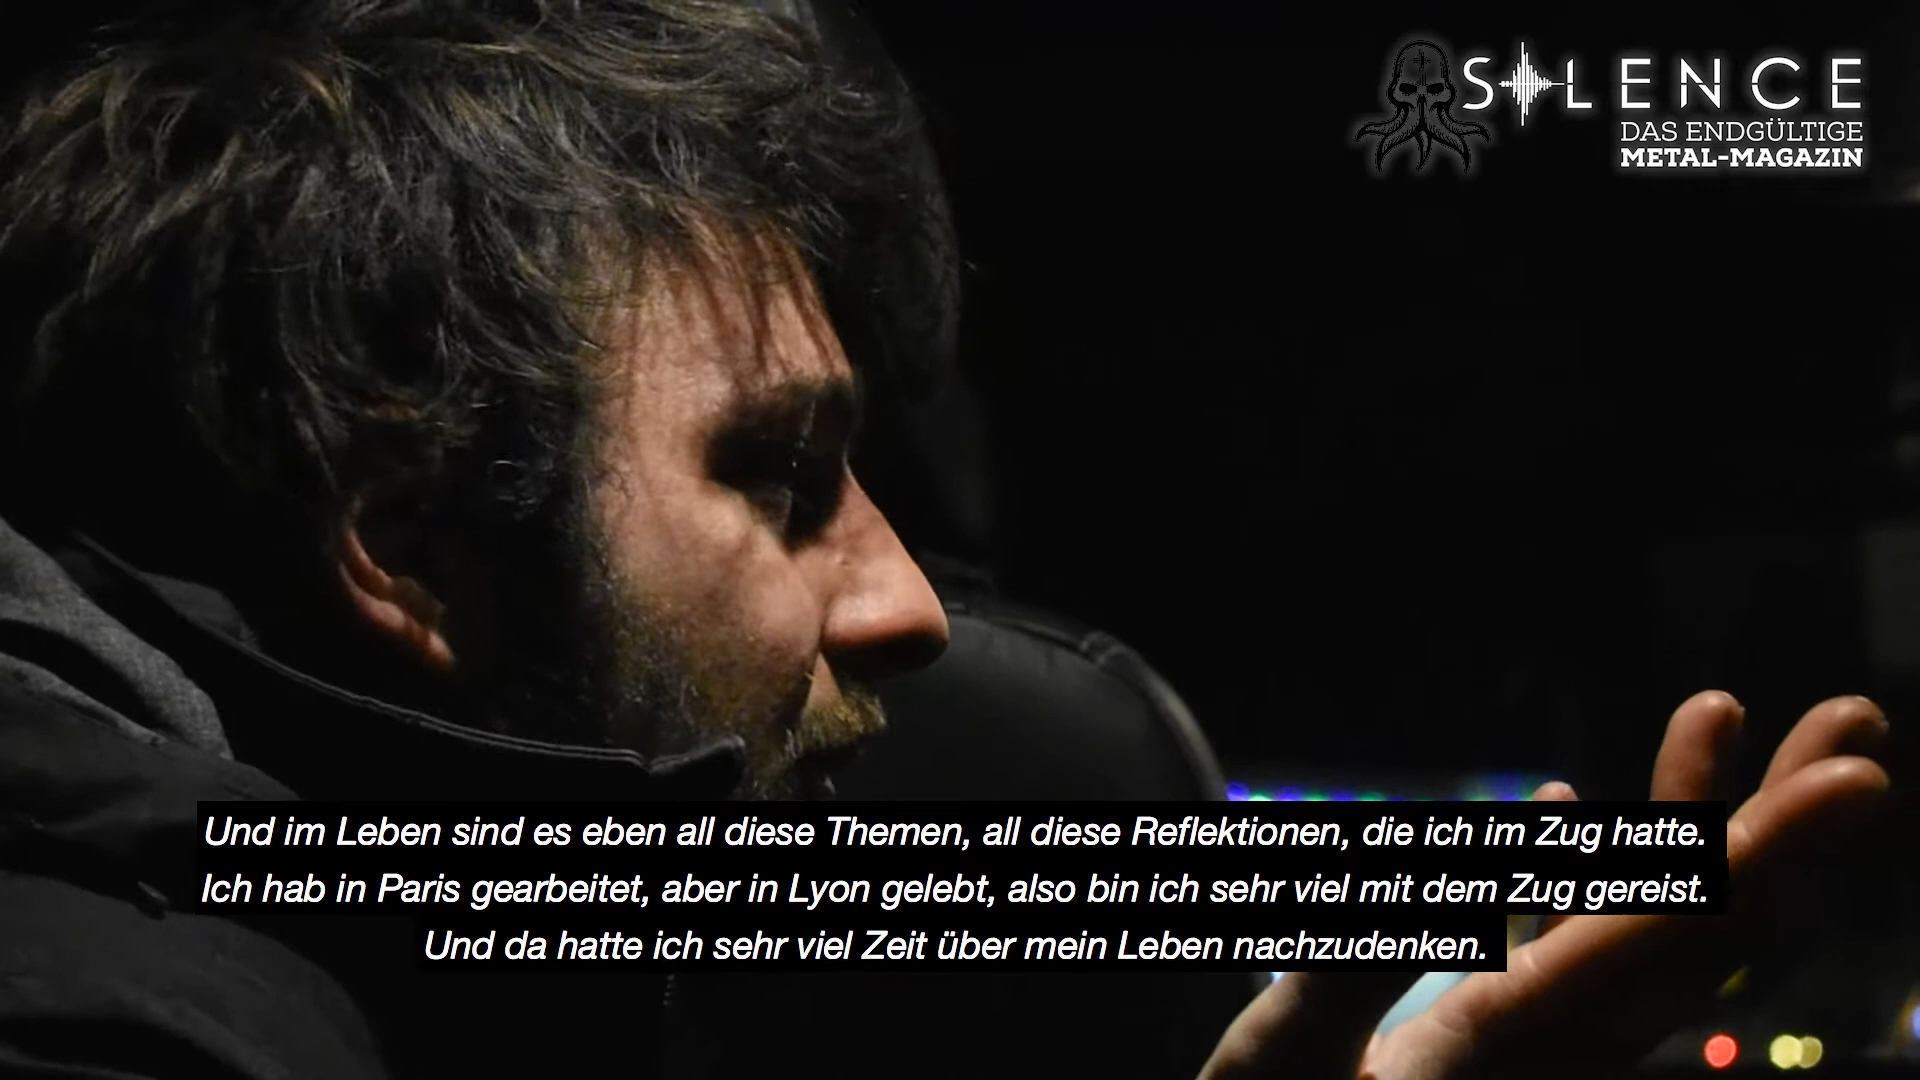 SILENCE
DAS ENDGÜLTIGE
METAL-MAGAZIN
Und im Leben sind es eben all diese Themen, all diese Reflektionen, die ich im Zug hatte.
Ich hab in Paris gearbeitet, aber in Lyon gelebt, also bin ich sehr viel mit dem Zug gereist.
Und da hatte ich sehr viel Zeit über mein Leben nachzudenken.